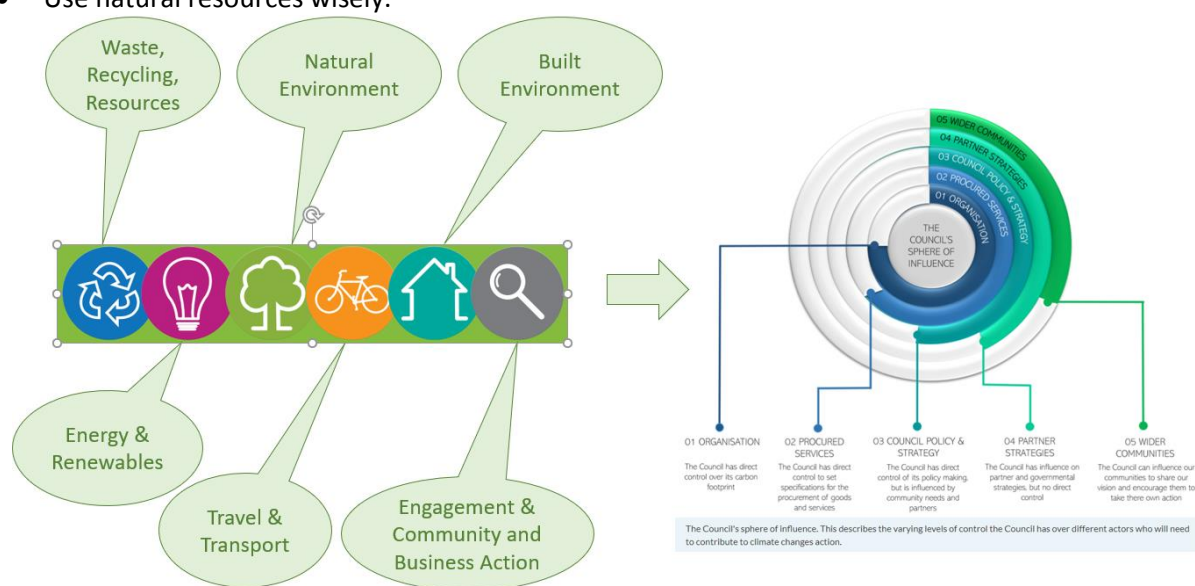 • Use natural resources wisely.
Waste,
Recycling,
Resources
Natural
Environment
Built
Environment
Energy &
Renewables
Travel &
Transport
Engagement &
Community and
Business Action
05 WIDER COMMUNITIES
04 PARTNER STRATEGIES
03 COUNCIL POLICY & STRATEGY
02 PROCURED SERVICES
01 ORGANISATION
THE
COUNCIL'S
SPHERE OF
INFLUENCE
01 ORGANISATION
The Council has direct
control over its carbon
footprint
02 PROCURED
SERVICES
The Council has direct
control to set
specifications for the
procurement of goods
and services
03 COUNCIL POLICY &
STRATEGY
The Council has direct
control of its policy making,
but is influenced by
community needs and
partners
04 PARTNER
STRATEGIES
The Council has influence on
partner and governmental
strategies, but no direct
control
05 WIDER
COMMUNITIES
The Council can influence our
communities to share our
vision and encourage them to
take there own action
The Council's sphere of influence. This describes the varying levels of control the Council has over different actors who will need
to contribute to climate changes action.